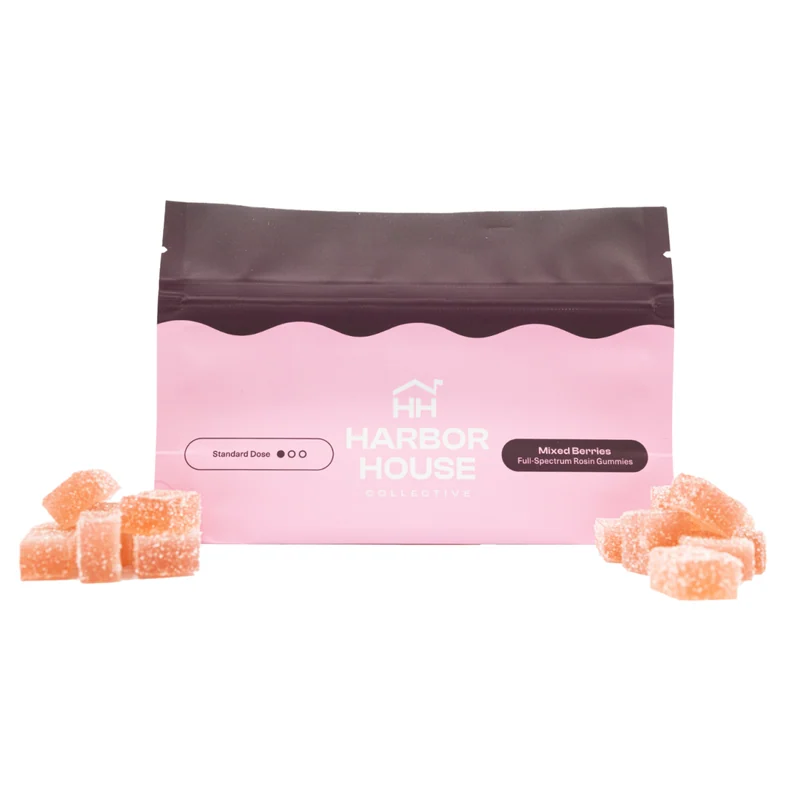 HH
HARBOR
HOUSE
COLLECTIVE
Standard Dose
Mixed Berries
Full-Spectrum Rosin Gummies